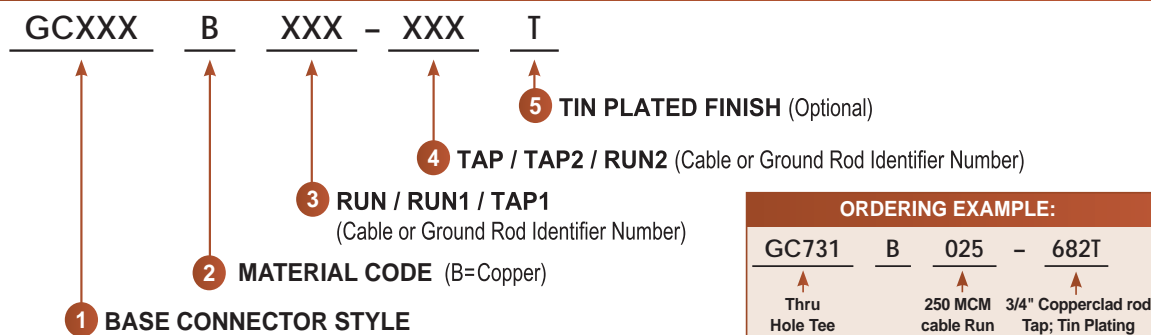 GCXXX B XXX – XXX T
5 TIN PLATED FINISH (Optional)
4 TAP / TAP2 / RUN2 (Cable or Ground Rod Identifier Number)
3 RUN / RUN1 / TAP1
(Cable or Ground Rod Identifier Number)
2 MATERIAL CODE (B=Copper)
1 BASE CONNECTOR STYLE
ORDERING EXAMPLE:
GC731 B 025 – 682T
Thru
Hole Tee
250 MCM
cable Run
3/4" Copperclad rod
Tap; Tin Plating